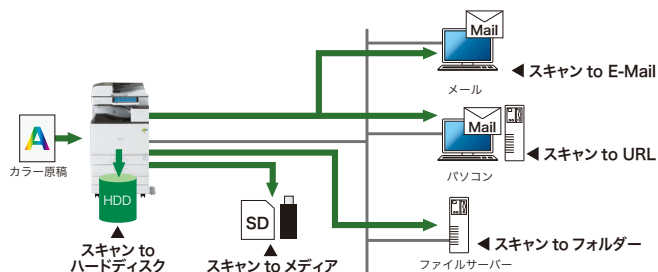 Mail
◀ スキャン to E-Mail
メール
A
カラー原稿
Mail
◀ スキャン to URL
パソコン
HDD
▲
スキャン to
ハードディスク
SD
▲
スキャン to メディア
◀ スキャン to フォルダー
ファイルサーバー